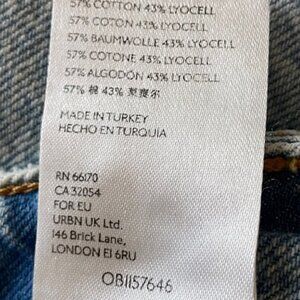 57% COTTON 43% LYOCELL
57% COTON 43% LYOCELL
57% BAUMWOLLE 43% LYOCELL
57% COTONE 43% LYOCELL
57% ALGODÓN 43% LYOCELL
57% 棉 43% 莱赛尔
MADE IN TURKEY
HECHO EN TURQUIA
RN 66170
CA 32054
FOR EU
URBN UK Ltd.
146 Brick Lane,
LONDON E1 6RU
OB1157646